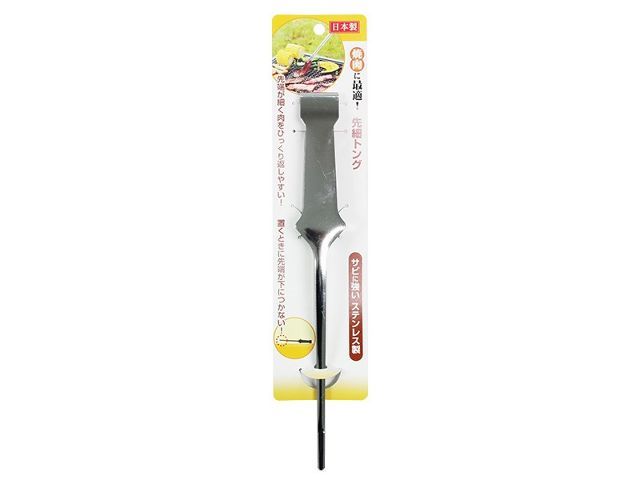 日本製
焼肉に最適!
先細トング
先端が細く肉をひっくり返しやすい!
置くときに先端が下につかない!
サビに強いステンレス製